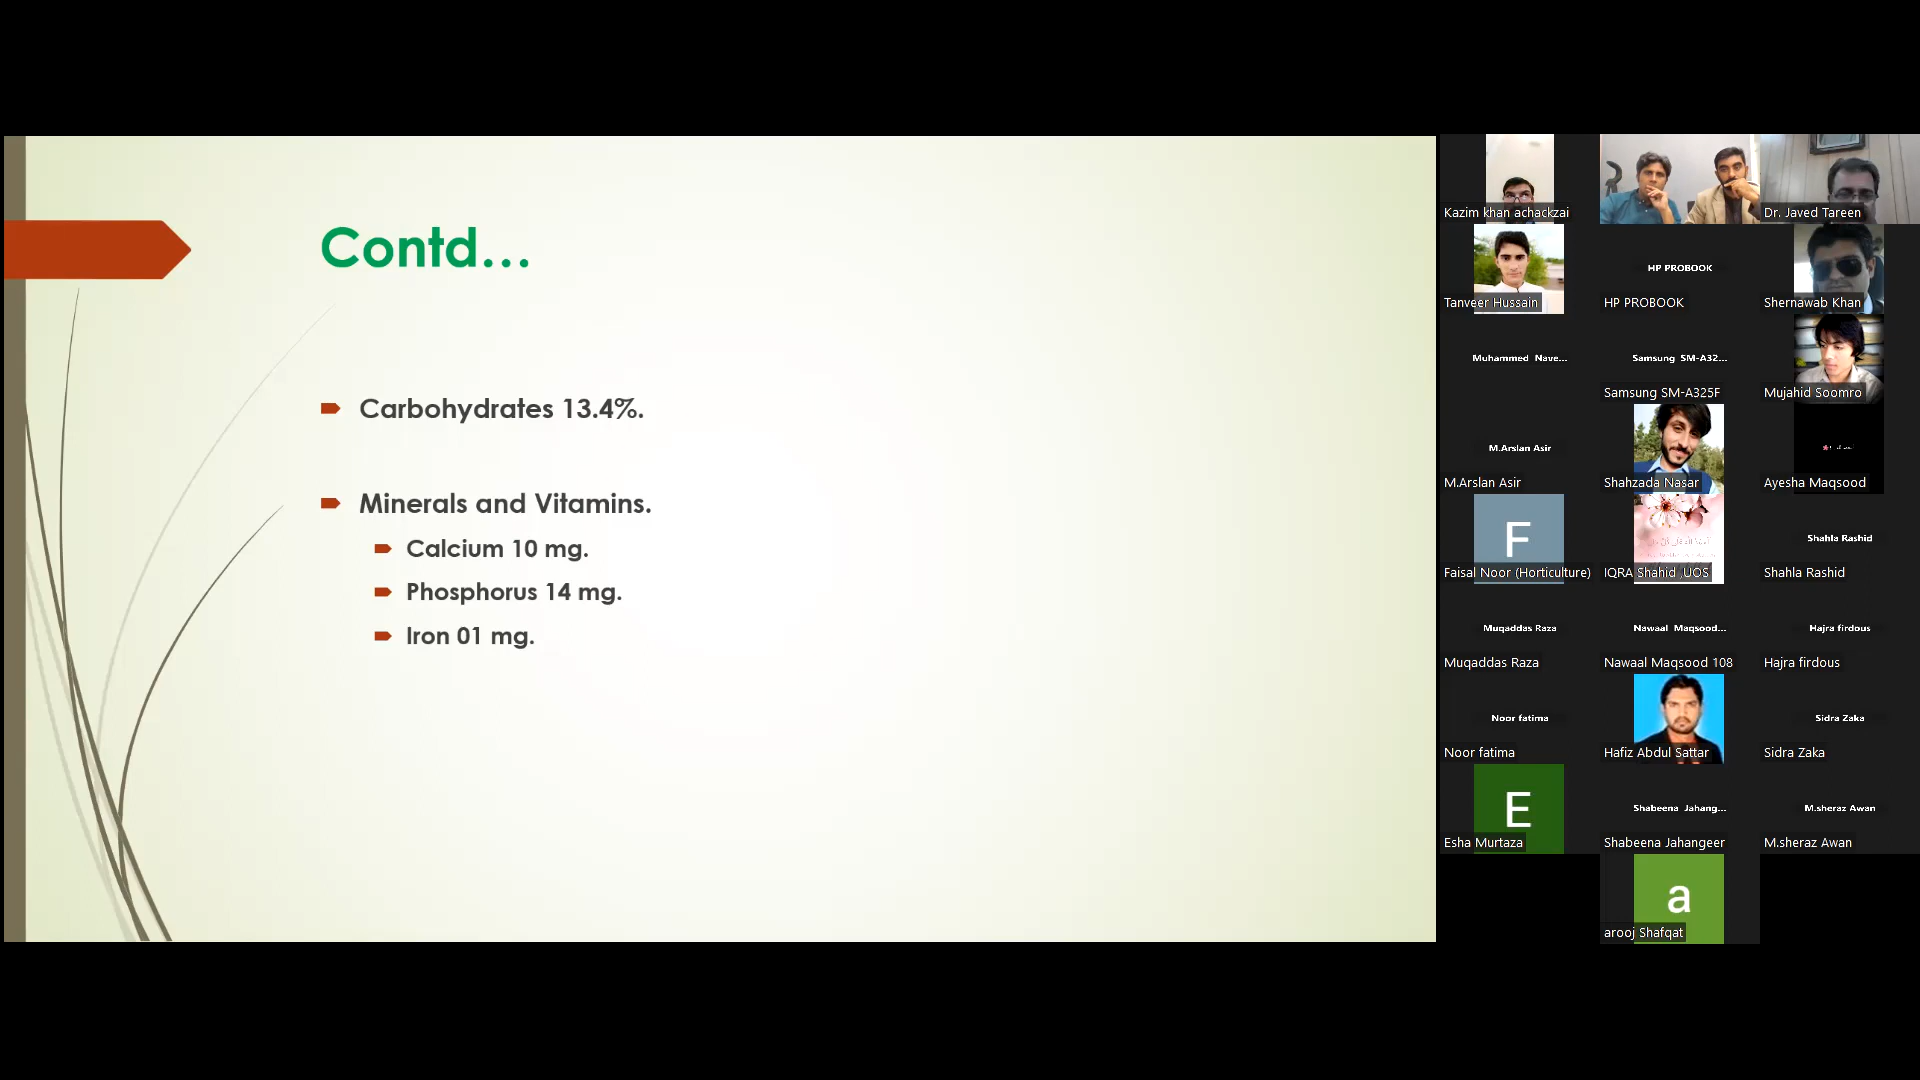 Contd...
Carbohydrates 13.4%.
Minerals and Vitamins.
Calcium 10 mg.
Phosphorus 14 mg.
Iron 01 mg.
Kazim khan achackzai
Dr. Javed Tareen
Tanveer Hussain
HP PROBOOK
HP PROBOOK
Shernawab Khan
Muhammed Nave...
Samsung SM-A32...
Samsung SM-A325F
Mujahid Soomro
M.Arslan Asir
M.Arslan Asir
Shahzada Nasar
Ayesha Maqsood
F
Faisal Noor (Horticulture)
IQRA Shahid ,UOS
Shahla Rashid
Shahla Rashid
Muqaddas Raza
Muqaddas Raza
Nawaal Maqsood...
Nawaal Maqsood 108
Hajra firdous
Hajra firdous
Noor fatima
Noor fatima
Hafiz Abdul Sattar
Sidra Zaka
Sidra Zaka
E
Esha Murtaza
Shabeena Jahang...
Shabeena Jahangeer
M.sheraz Awan
M.sheraz Awan
a
arooj Shafqat